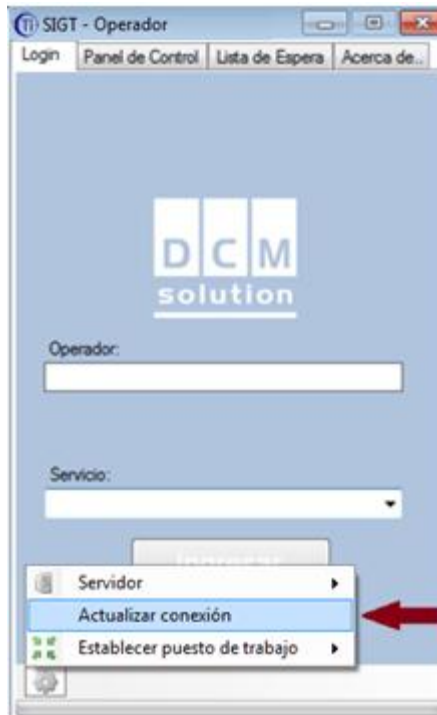 SIGT - Operador
Login Panel de Control Lista de Espera Acerca de..
DCM
solution
Operador:
Servicio:
Servidor
Actualizar conexión
Establecer puesto de trabajo